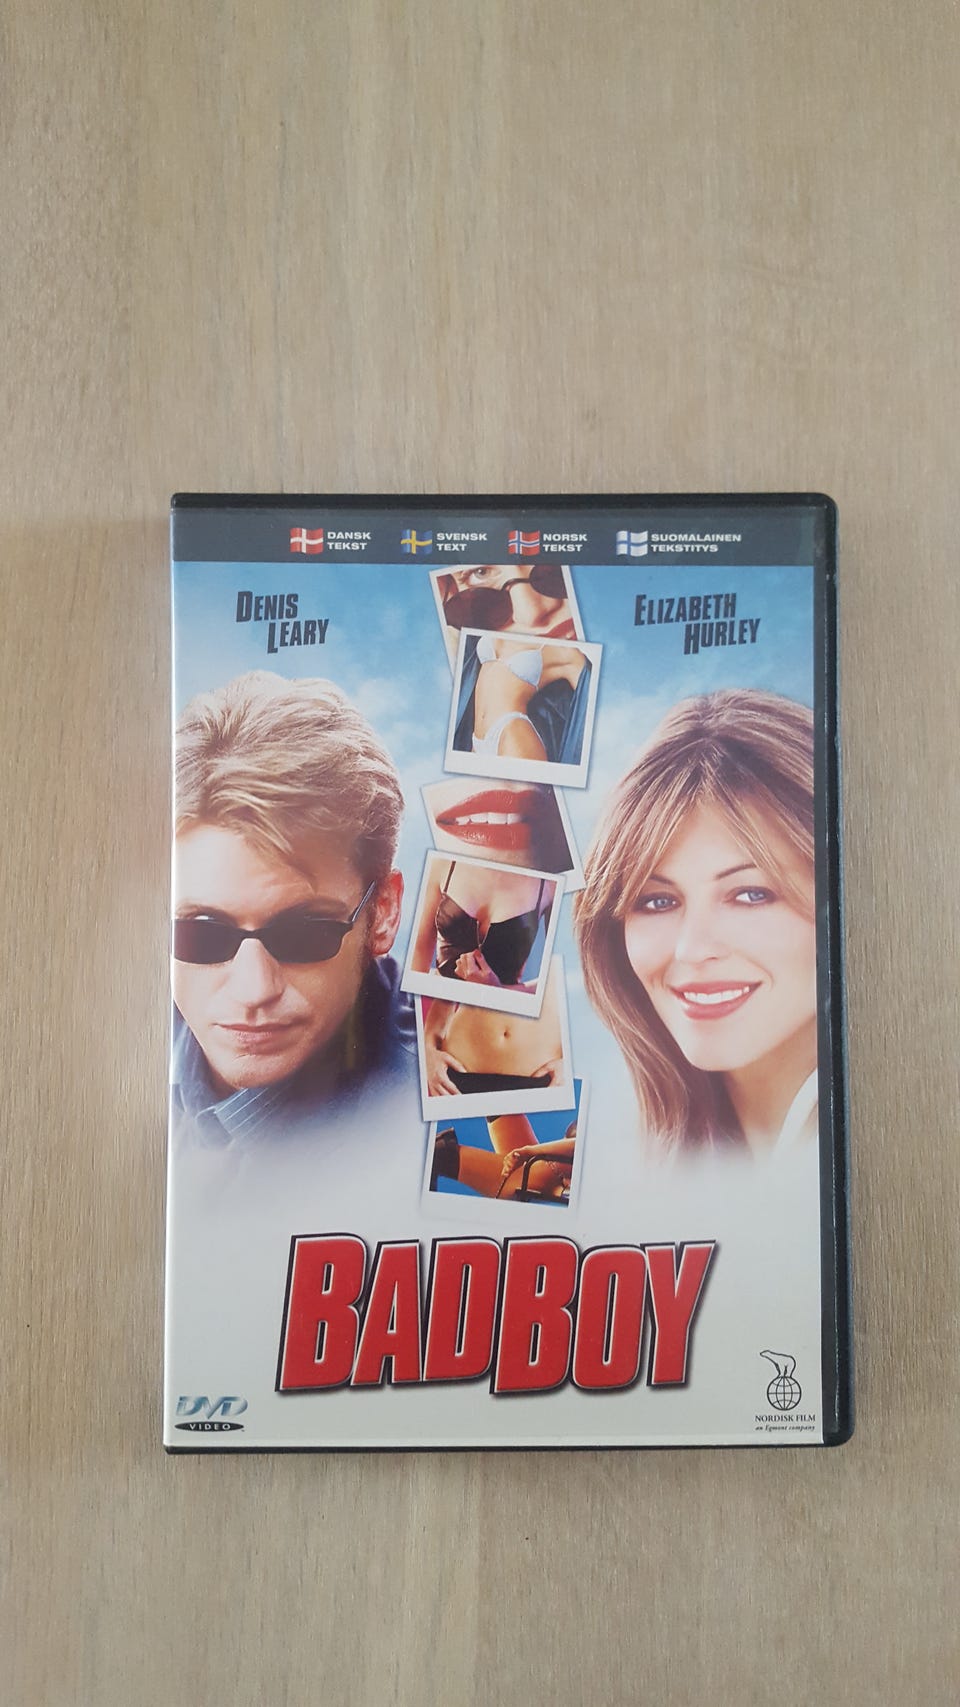 DANSK
TEKST
SVENSK
TEXT
NORSK
TEKST
SUOMALAINEN
TEKSTITYS
DENIS
LEARY
ELIZABETH
HURLEY
BADBOY
DVD
VIDEO
NORDISK FILM
an Egmont company